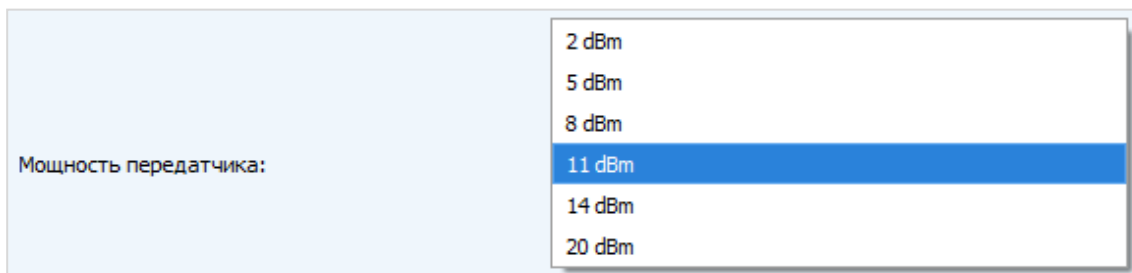 2 dBm
5 dBm
8 dBm
Мощность передатчика:
11 dBm
14 dBm
20 dBm